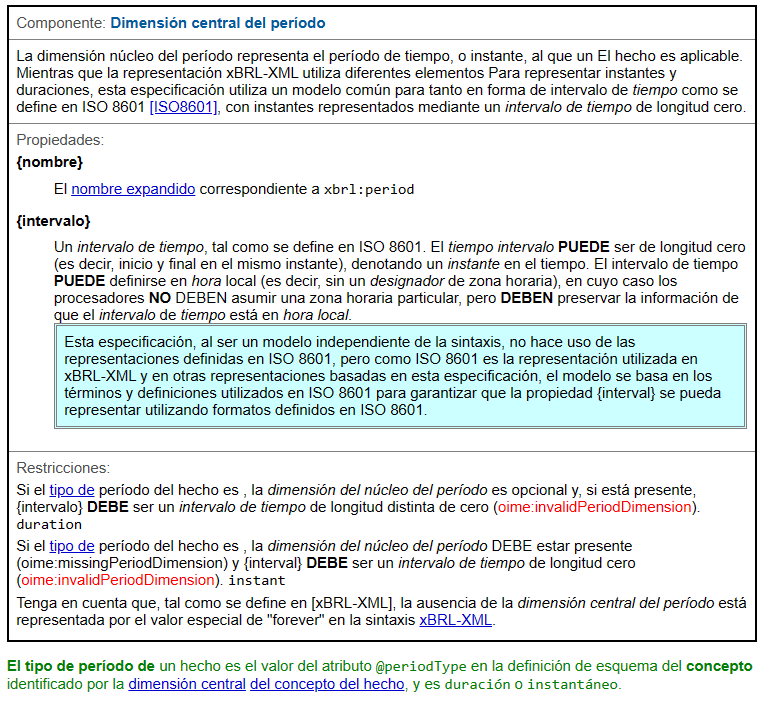 Componente: Dimensión central del período
La dimensión núcleo del período representa el período de tiempo, o instante, al que un El hecho es aplicable.
Mientras que la representación xBRL-XML utiliza diferentes elementos Para representar instantes y
duraciones, esta especificación utiliza un modelo común para tanto en forma de intervalo de tiempo como se
define en ISO 8601 [ISO8601], con instantes representados mediante un intervalo de tiempo de longitud cero.
Propiedades:
{nombre}
El nombre expandido correspondiente a xbrl:period
{intervalo}
Un intervalo de tiempo, tal como se define en ISO 8601. El tiempo intervalo PUEDE ser de longitud cero
(es decir, inicio y final en el mismo instante), denotando un instante en el tiempo. El intervalo de tiempo
PUEDE definirse en hora local (es decir, sin un designador de zona horaria), en cuyo caso los
procesadores NO DEBEN asumir una zona horaria particular, pero DEBEN preservar la información de
que el intervalo de tiempo está en hora local.
Esta especificación, al ser un modelo independiente de la sintaxis, no hace uso de las
representaciones definidas en ISO 8601, pero como ISO 8601 es la representación utilizada en
xBRL-XML y en otras representaciones basadas en esta especificación, el modelo se basa en los
términos y definiciones utilizados en ISO 8601 para garantizar que la propiedad {interval} se pueda
representar utilizando formatos definidos en ISO 8601.
Restricciones:
Si el tipo de período del hecho es , la dimensión del núcleo del período es opcional y, si está presente,
{intervalo} DEBE ser un intervalo de tiempo de longitud distinta de cero (oime:invalidPeriodDimension).
duration
Si el tipo de período del hecho es , la dimensión del núcleo del período DEBE estar presente
(oime:missingPeriodDimension) y {interval} DEBE ser un intervalo de tiempo de longitud cero
(oime:invalidPeriodDimension). instant
Tenga en cuenta que, tal como se define en [xBRL-XML], la ausencia de la dimensión central del período está
representada por el valor especial de "forever" en la sintaxis xBRL-XML.
El tipo de período de un hecho es el valor del atributo @periodType en la definición de esquema del concepto
identificado por la dimensión central del concepto del hecho, y es duración o instantáneo.